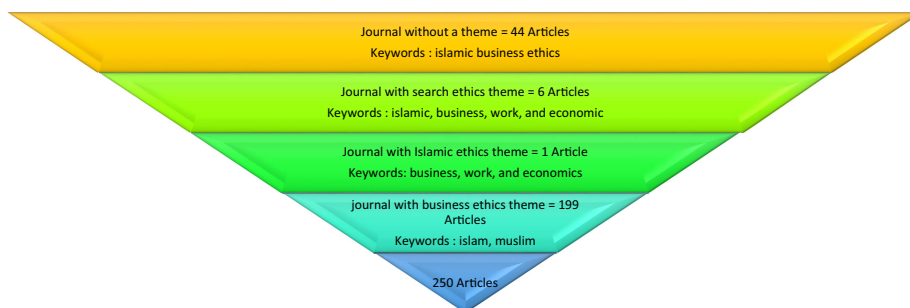 Journal without a theme = 44 Articles
Keywords : islamic business ethics
Journal with search ethics theme = 6 Articles
Keywords : islamic, business, work, and economic
Journal with Islamic ethics theme = 1 Article
Keywords: business, work, and economics
journal with business ethics theme = 199
Articles
Keywords : islam, muslim
250 Articles